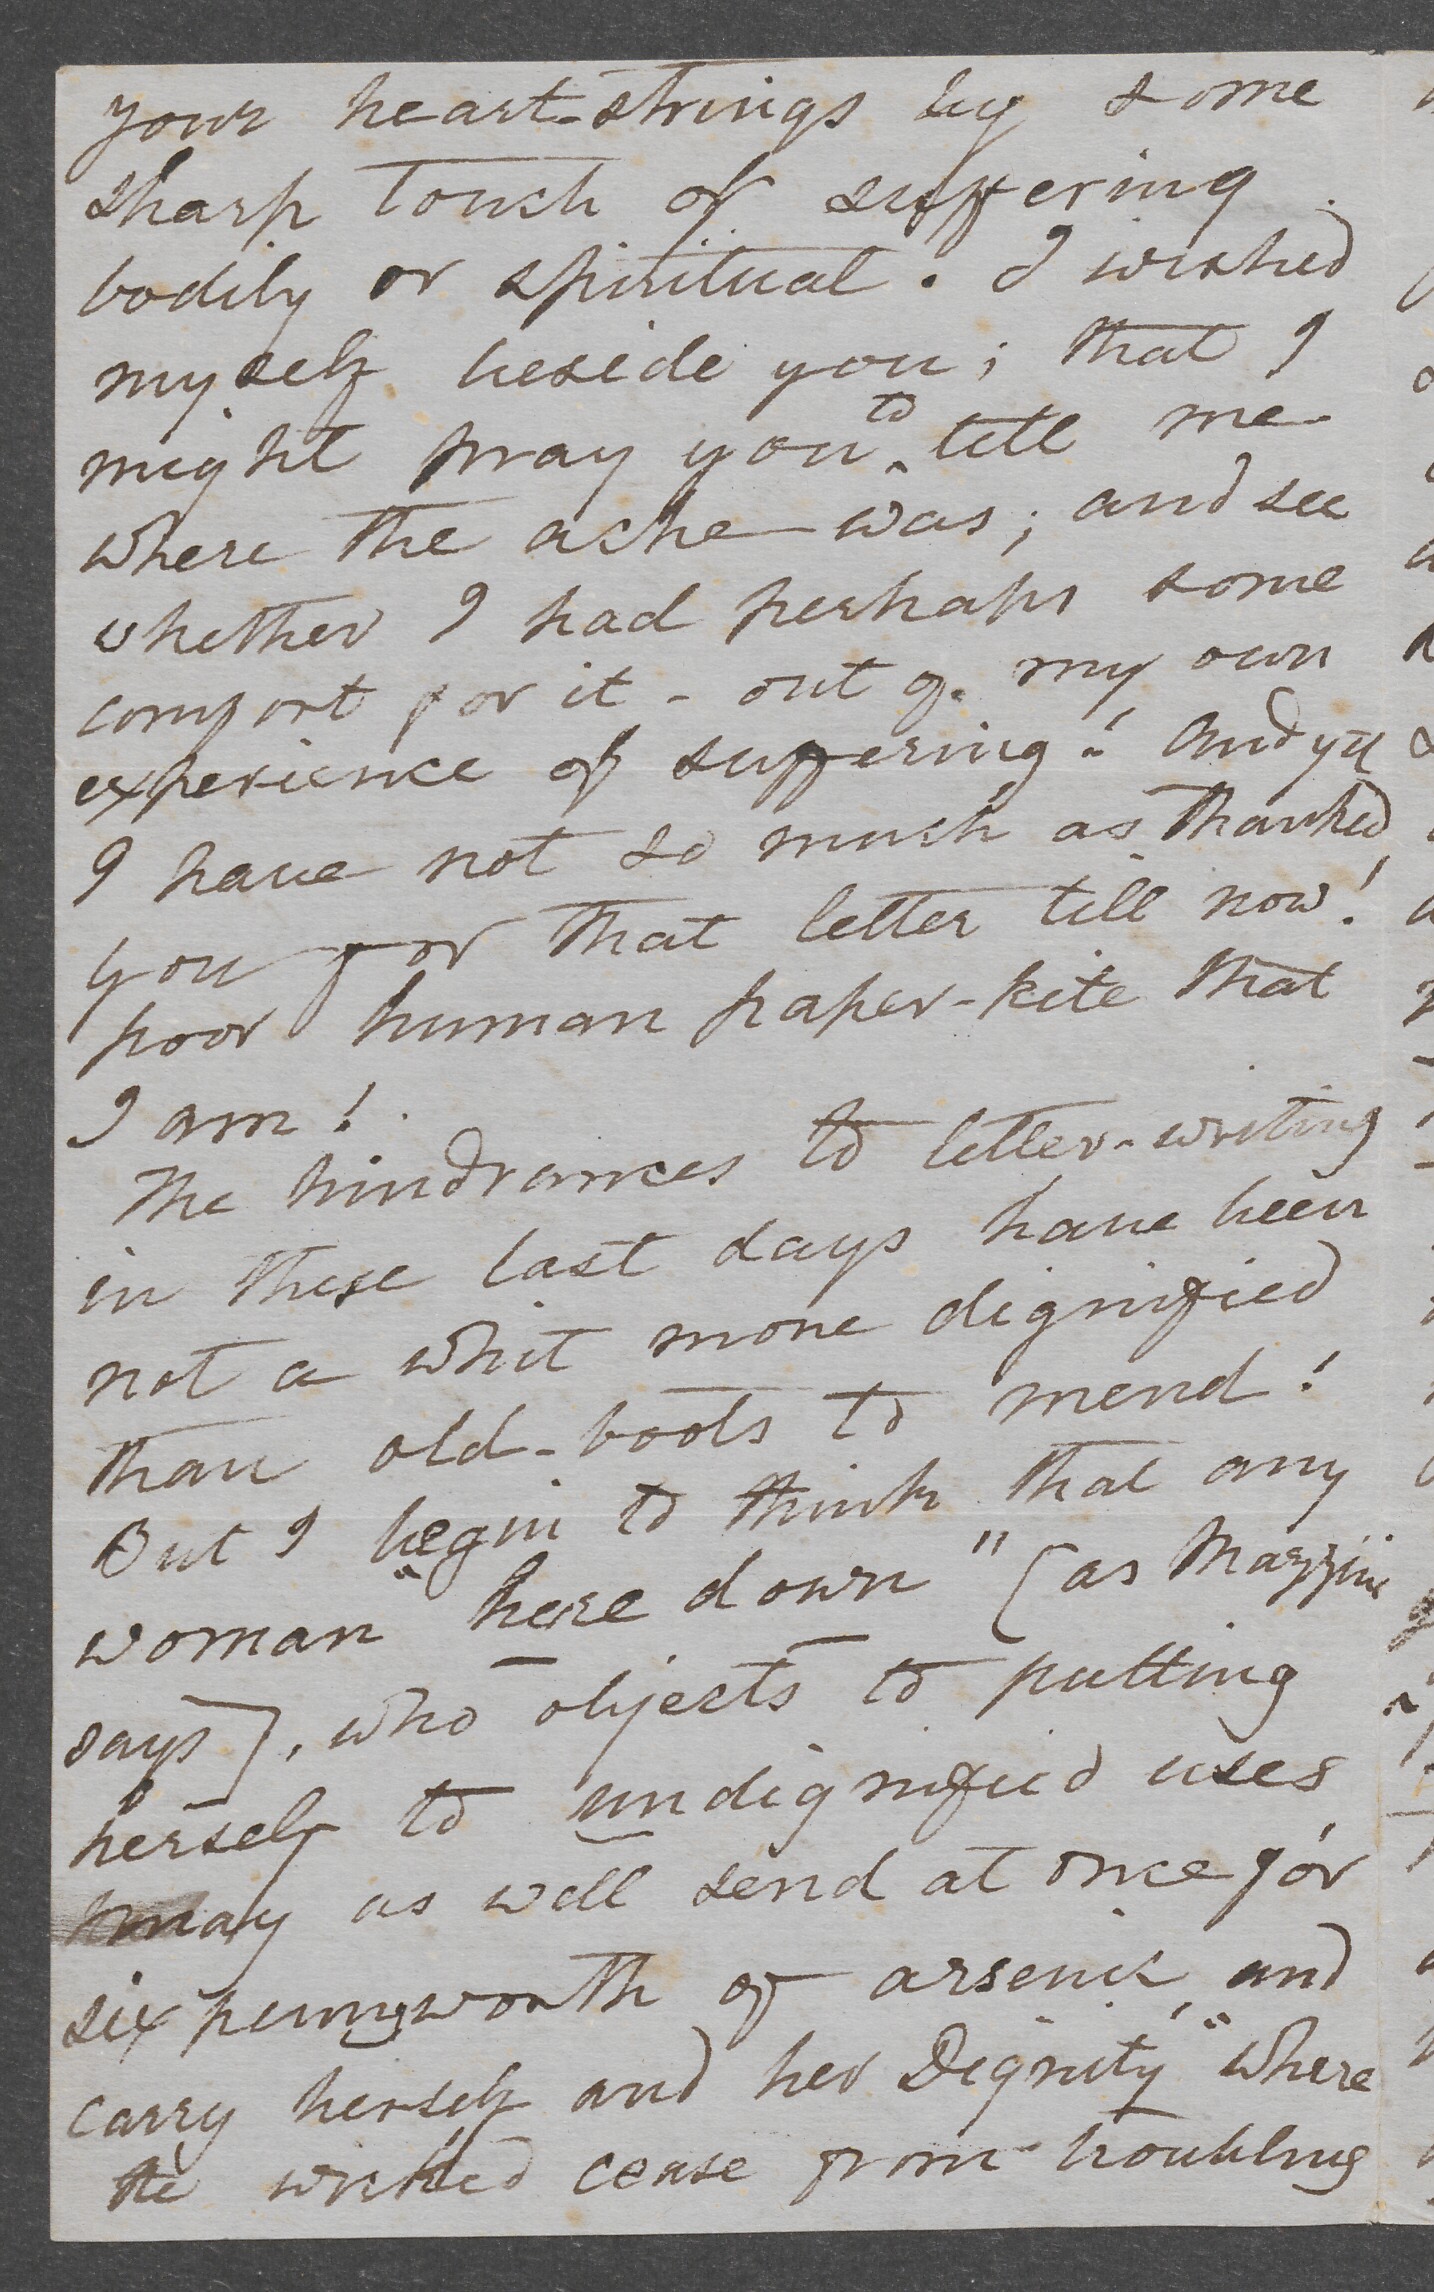 your heart-strings by some
sharp touch of suffering
bodily or spiritual. I wished
myself beside you; that I
might pray you ^to tell me
where the ache was; and see
whether I had perhaps some
comfort for it - out of my own
experience of suffering! And yet
I have not so much as thanked
you for that letter till now!
poor human paper-kite that
I am!
The hindrances to letter-writing
in these last days have been
not a whit more dignified
than old-boots to mend!
But I begin to think that any
woman "here down" (as Mazzini
says), who objects to putting
herself to undignified uses
may as well send at once for
sixpennysworth of arsenic and
carry herself and her Dignity "where
the wicked cease from troubling